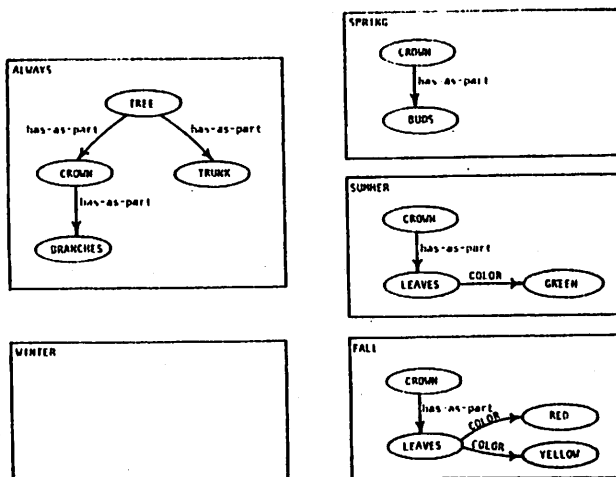 ALWAYS
TREE
has-as-part has-as-part
CROWN TRUNK
has-as-part
BRANCHES
WINTER
SPRING
CROWN
has-as-part
BUDS
SUMMER
CROWN
has-as-part
LEAVES COLOR GREEN
FALL
CROWN
has-as-part
COLOR RED
LEAVES COLOR
YELLOW